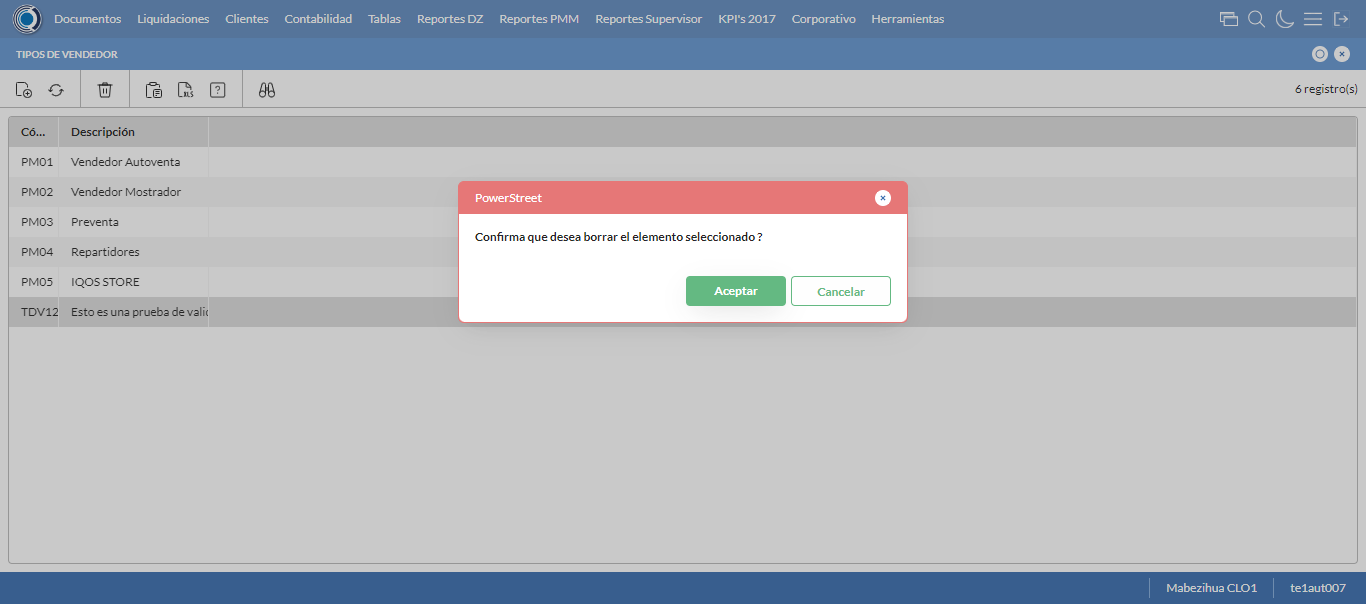 Documentos Liquidaciones Clientes Contabilidad Tablas Reportes DZ Reportes PMM Reportes Supervisor KPI's 2017 Corporativo Herramientas
TIPOS DE VENDEDOR
XLS ? 6 registro(s)
Có... Descripción
PM01 Vendedor Autoventa
PM02 Vendedor Mostrador
PM03 Preventa
PM04 Repartidores
PM05 IQOS STORE
TDV12 Esto es una prueba de valid
PowerStreet
Confirma que desea borrar el elemento seleccionado ?
Aceptar Cancelar
Mabezihua CLO1 te1aut007